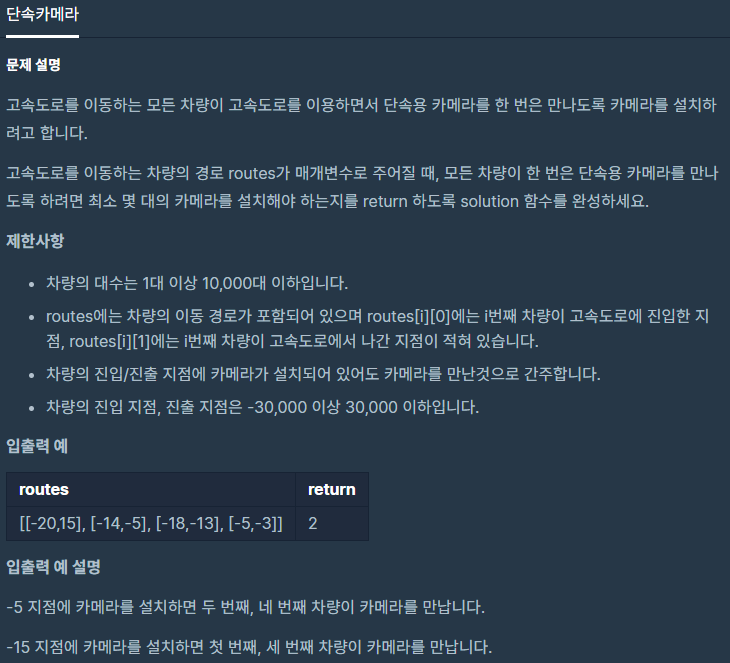 단속카메라
문제 설명
고속도로를 이동하는 모든 차량이 고속도로를 이용하면서 단속용 카메라를 한 번은 만나도록 카메라를 설치하
려고 합니다.
고속도로를 이동하는 차량의 경로 routes가 매개변수로 주어질 때, 모든 차량이 한 번은 단속용 카메라를 만나
도록 하려면 최소 몇 대의 카메라를 설치해야 하는지를 return 하도록 solution 함수를 완성하세요.
제한사항
• 차량의 대수는 1대 이상 10,000대 이하입니다.
• routes에는 차량의 이동 경로가 포함되어 있으며 routes[i][0]에는 i번째 차량이 고속도로에 진입한 지
점, routes[i][1]에는 i번째 차량이 고속도로에서 나간 지점이 적혀 있습니다.
• 차량의 진입/진출 지점에 카메라가 설치되어 있어도 카메라를 만난것으로 간주합니다.
• 차량의 진입 지점, 진출 지점은 -30,000 이상 30,000 이하입니다.
입출력 예
routes return
[[-20,15], [-14,-5], [-18,-13], [-5,-3]] 2
입출력 예 설명
-5 지점에 카메라를 설치하면 두 번째, 네 번째 차량이 카메라를 만납니다.
-15 지점에 카메라를 설치하면 첫 번째, 세 번째 차량이 카메라를 만납니다.